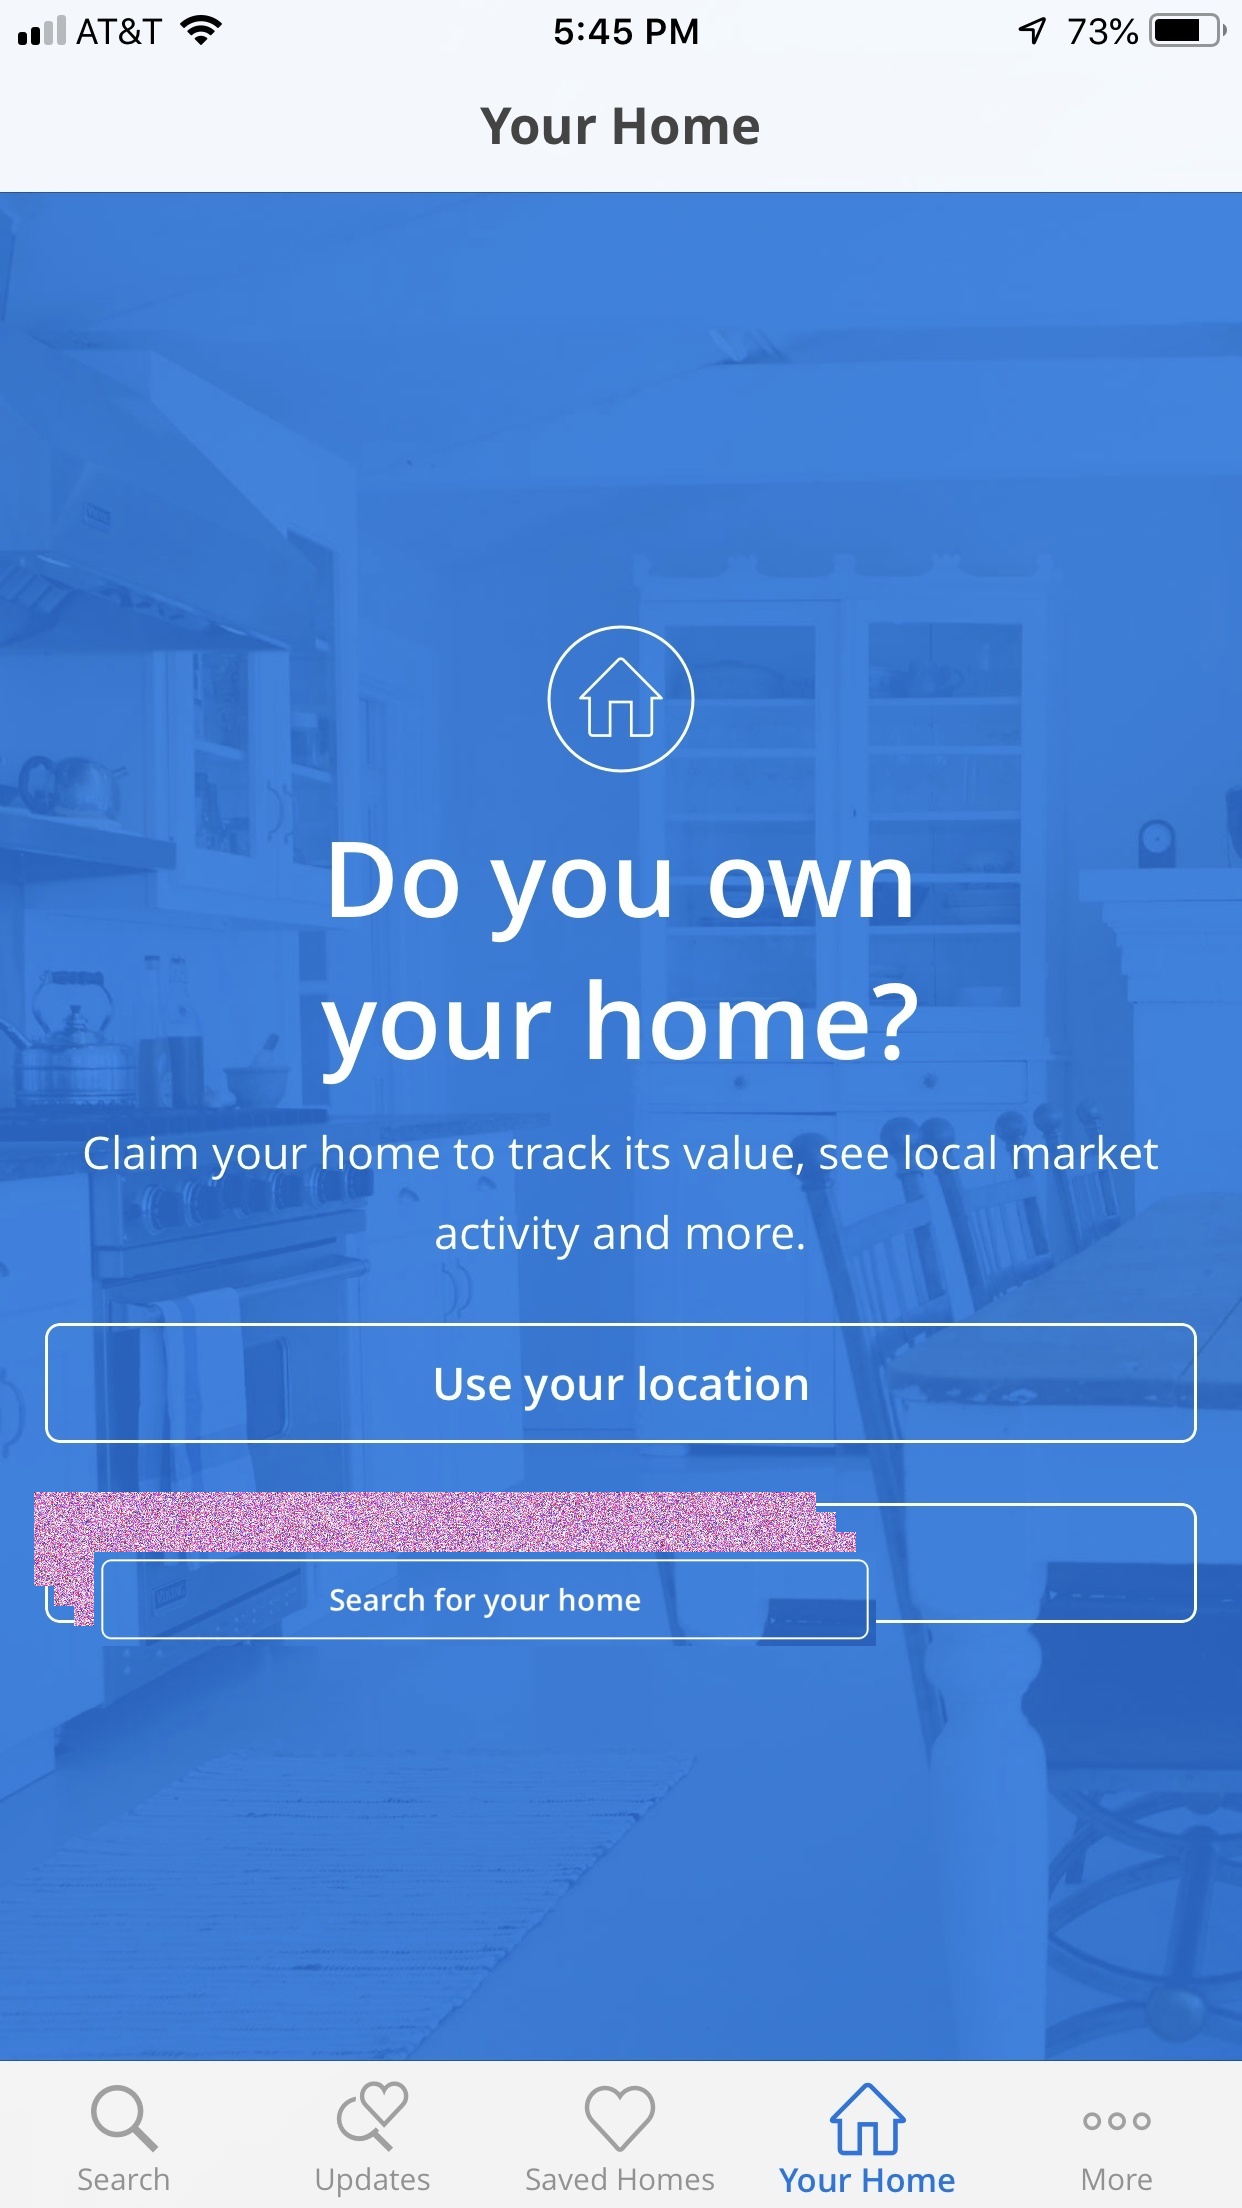 AT&T 5:45 PM 73%
Your Home
Do you own
your home?
Claim your home to track its value, see local market
activity and more.
Use your location
Search for your home
Search Updates Saved Homes Your Home More